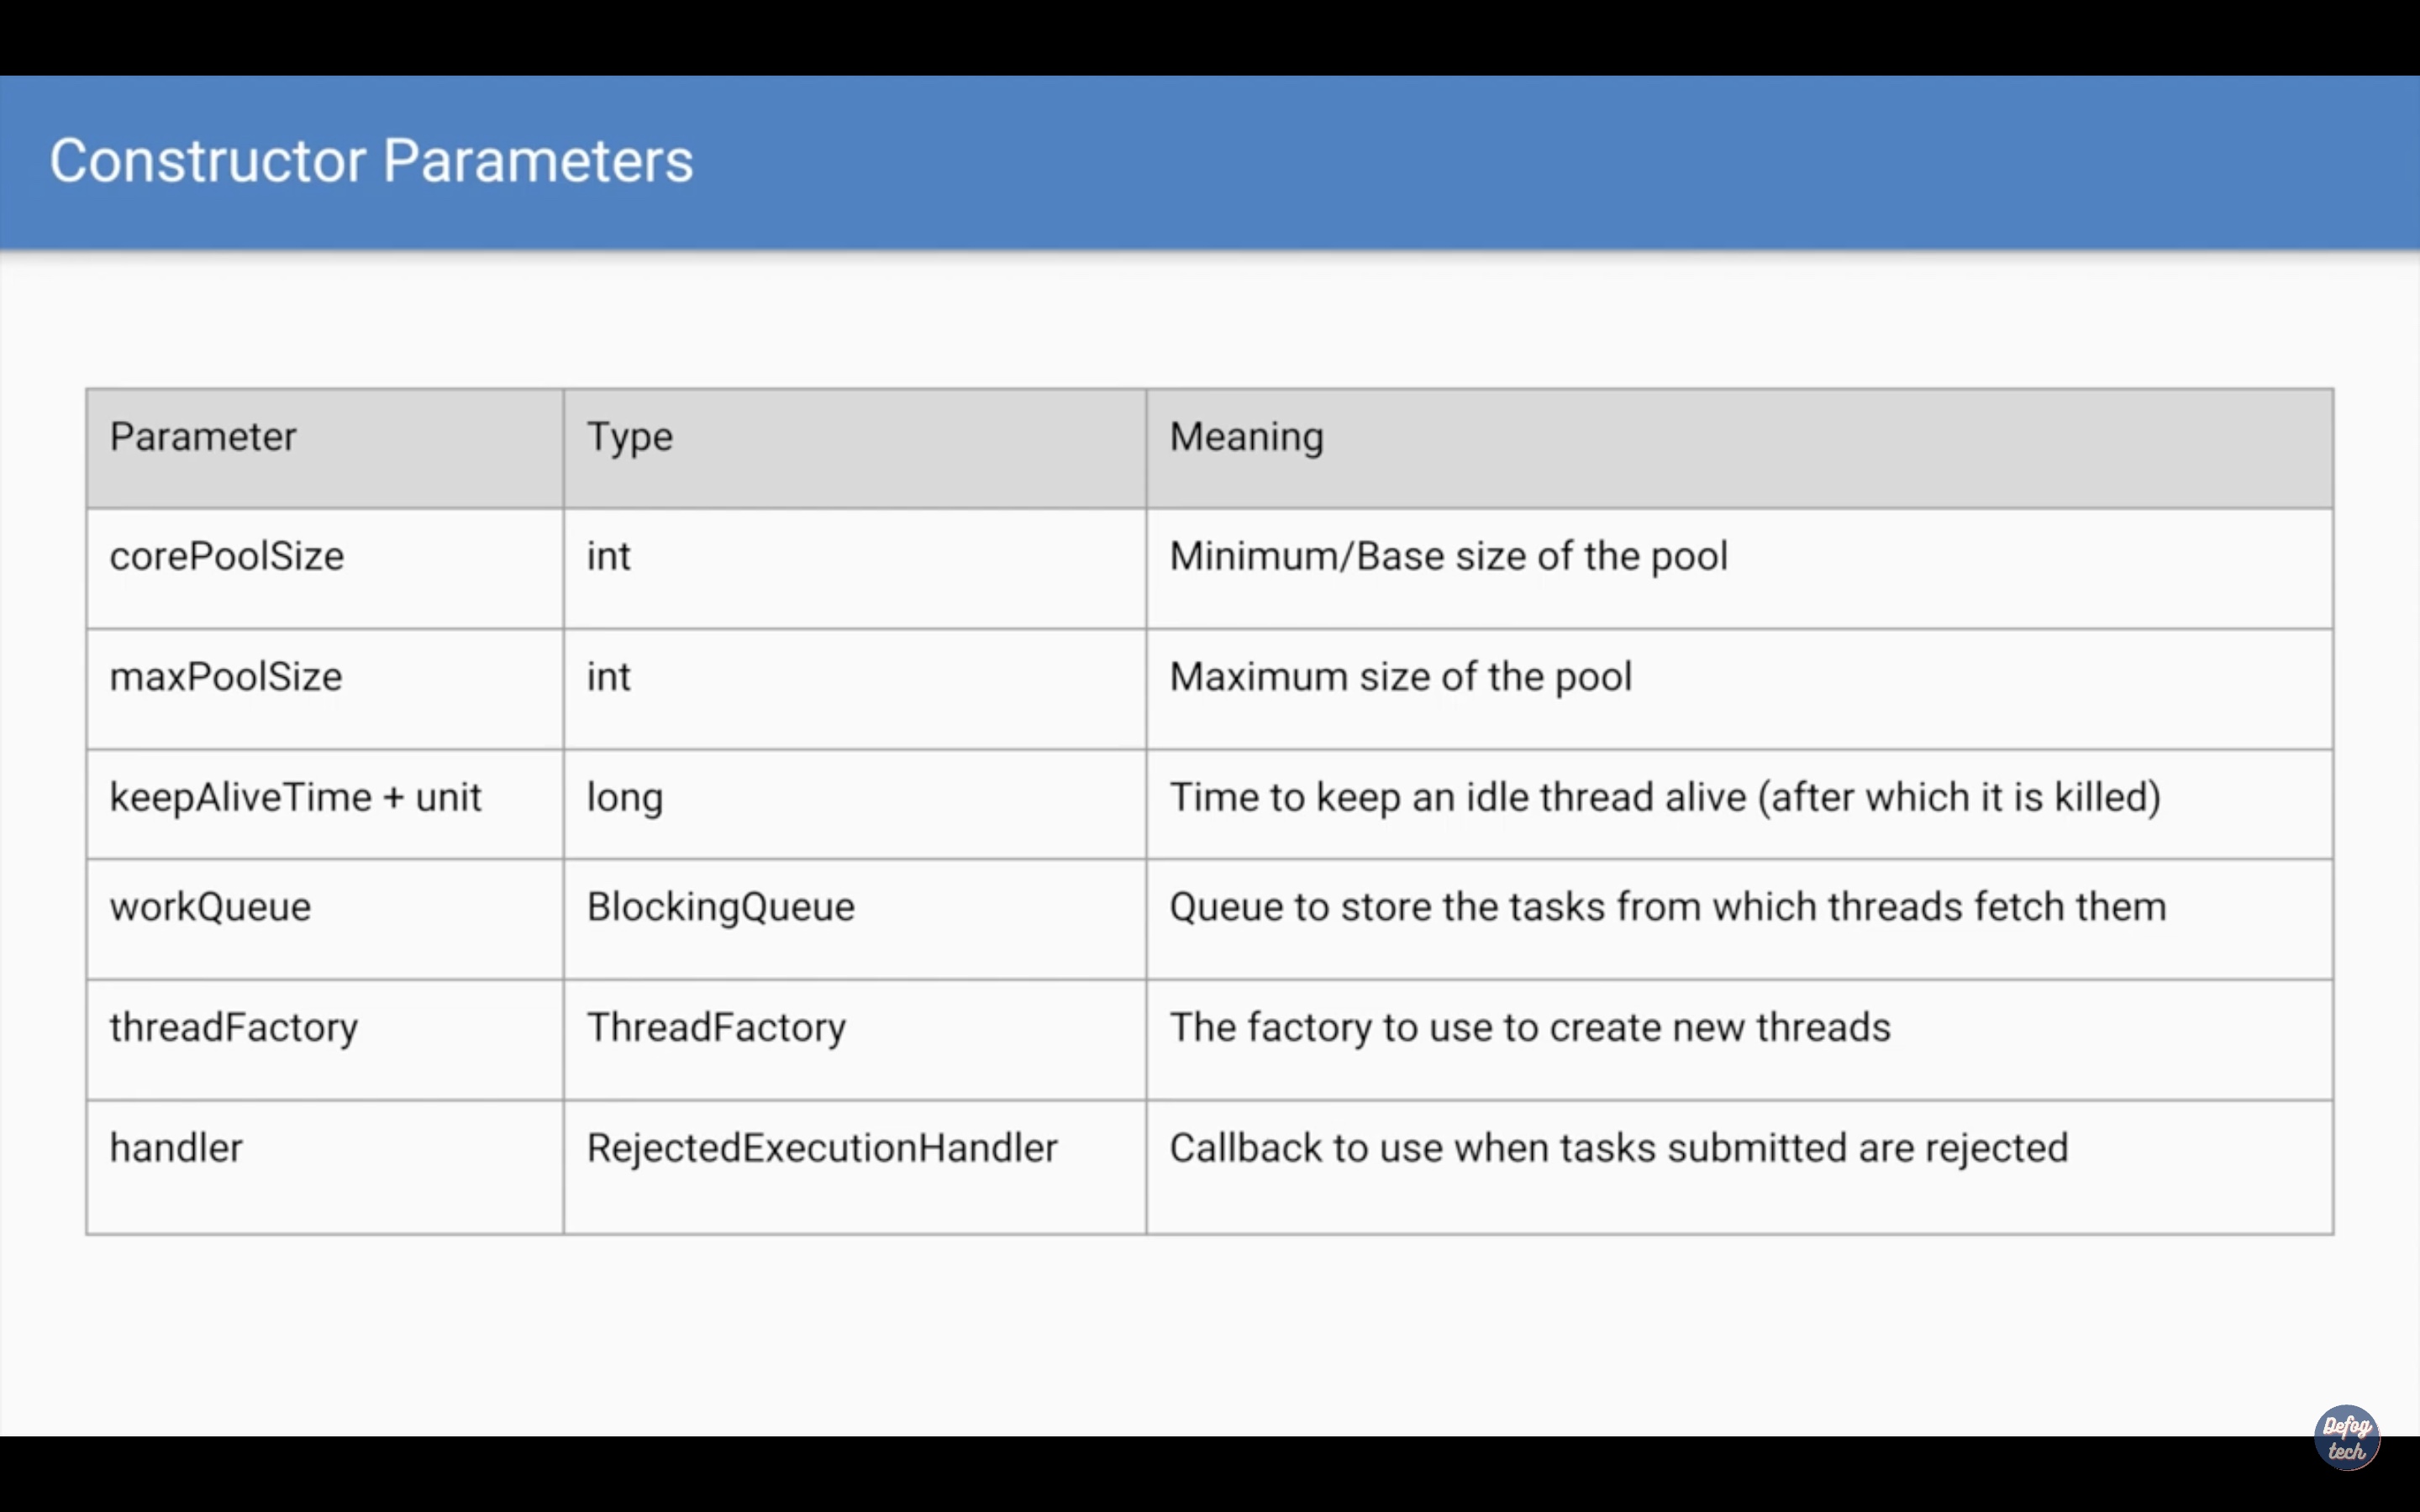 Constructor Parameters
Parameter Type Meaning
corePoolSize int Minimum/Base size of the pool
maxPoolSize int Maximum size of the pool
keepAliveTime + unit long Time to keep an idle thread alive (after which it is killed)
workQueue BlockingQueue Queue to store the tasks from which threads fetch them
threadFactory ThreadFactory The factory to use to create new threads
handler RejectedExecutionHandler Callback to use when tasks submitted are rejected
Defog
tech